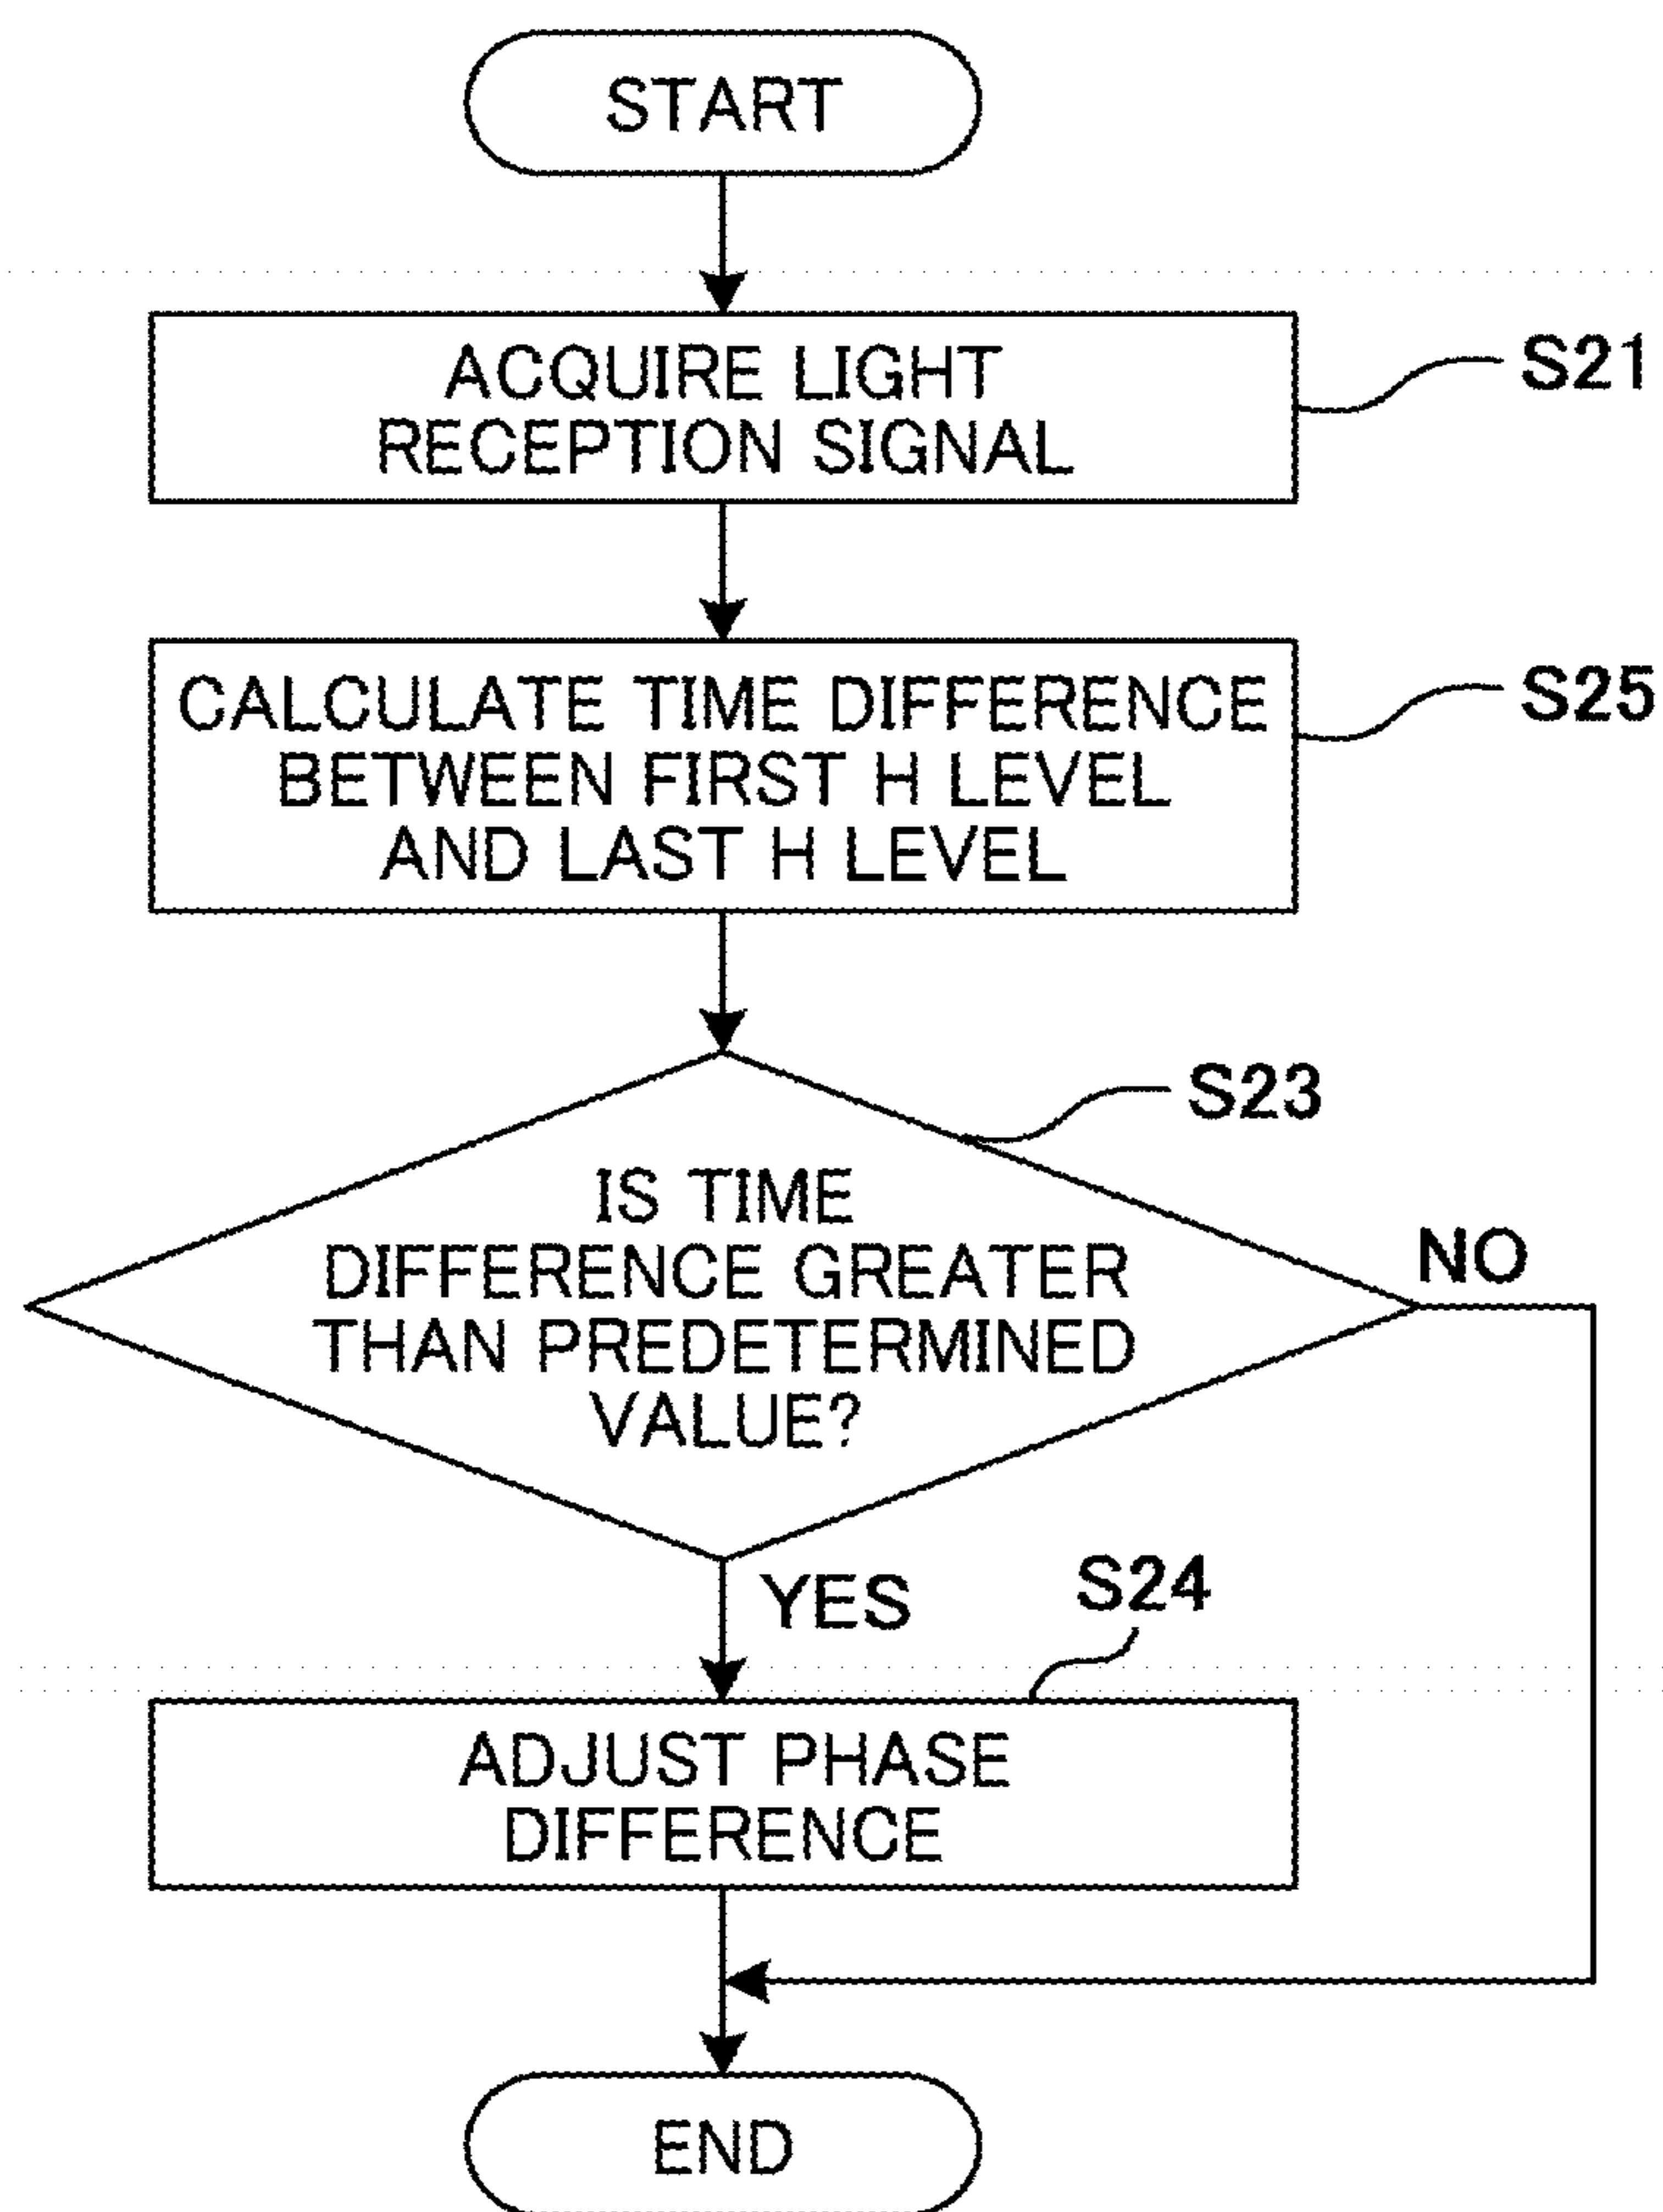 START
ACQUIRE LIGHT
RECEPTION SIGNAL
S21
CALCULATE TIME DIFFERENCE
BETWEEN FIRST H LEVEL
AND LAST H LEVEL
S25
S23
IS TIME
DIFFERENCE GREATER
THAN PREDETERMINED
VALUE?
NO
YES
S24
ADJUST PHASE
DIFFERENCE
END